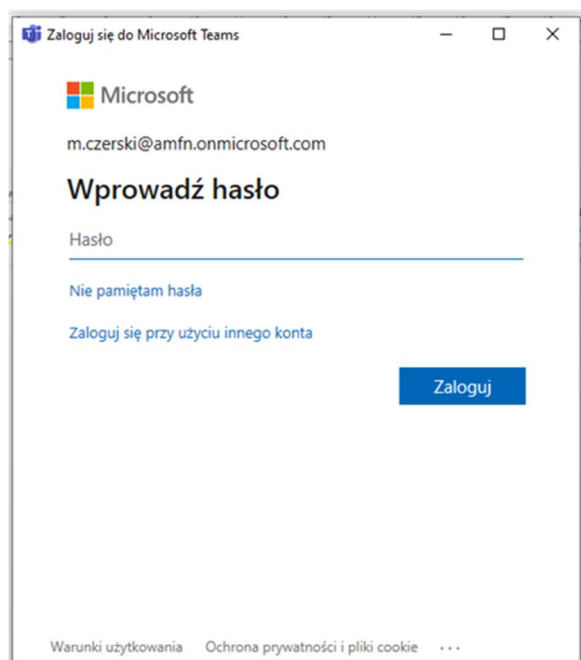 Zaloguj się do Microsoft Teams
Microsoft
m.czerski@amfn.onmicrosoft.com
Wprowadź hasło
Hasło
Nie pamiętam hasła
Zaloguj się przy użyciu innego konta
Zaloguj
Warunki użytkowania Ochrona prywatności i pliki cookie ...